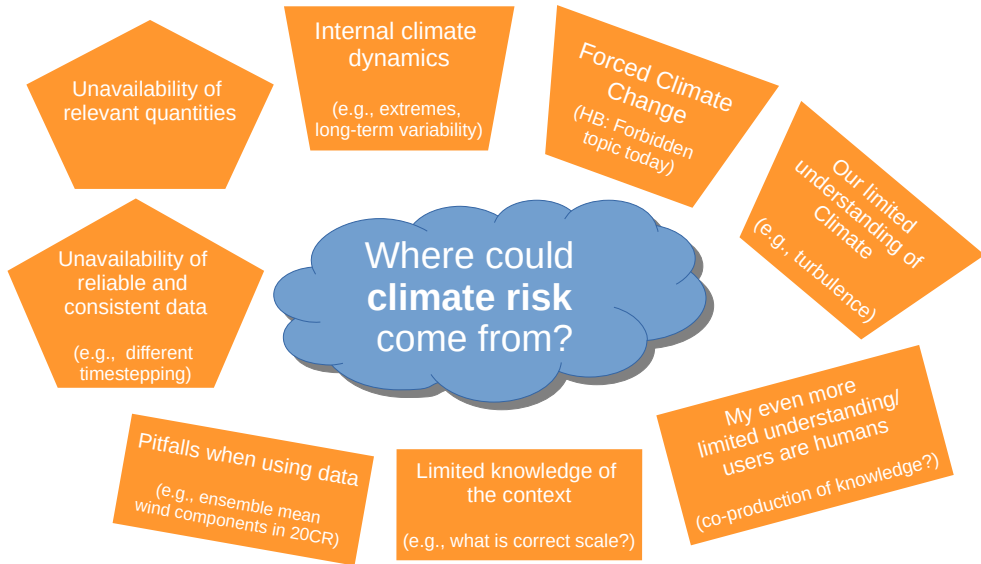 Unavailability of
relevant quantities
Internal climate
dynamics
(e.g., extremes,
long-term variability)
Forced Climate
Change
(HB: Forbidden
topic today)
Our limited
understanding of
Climate
(e.g., turbulence)
Unavailability of
reliable and
consistent data
(e.g., different
timestepping)
Where could
climate risk
come from?
My even more
limited understanding/
users are humans
(co-production of knowledge?)
Pitfalls when using data
(e.g., ensemble mean
wind components in 20CR)
Limited knowledge of
the context
(e.g., what is correct scale?)